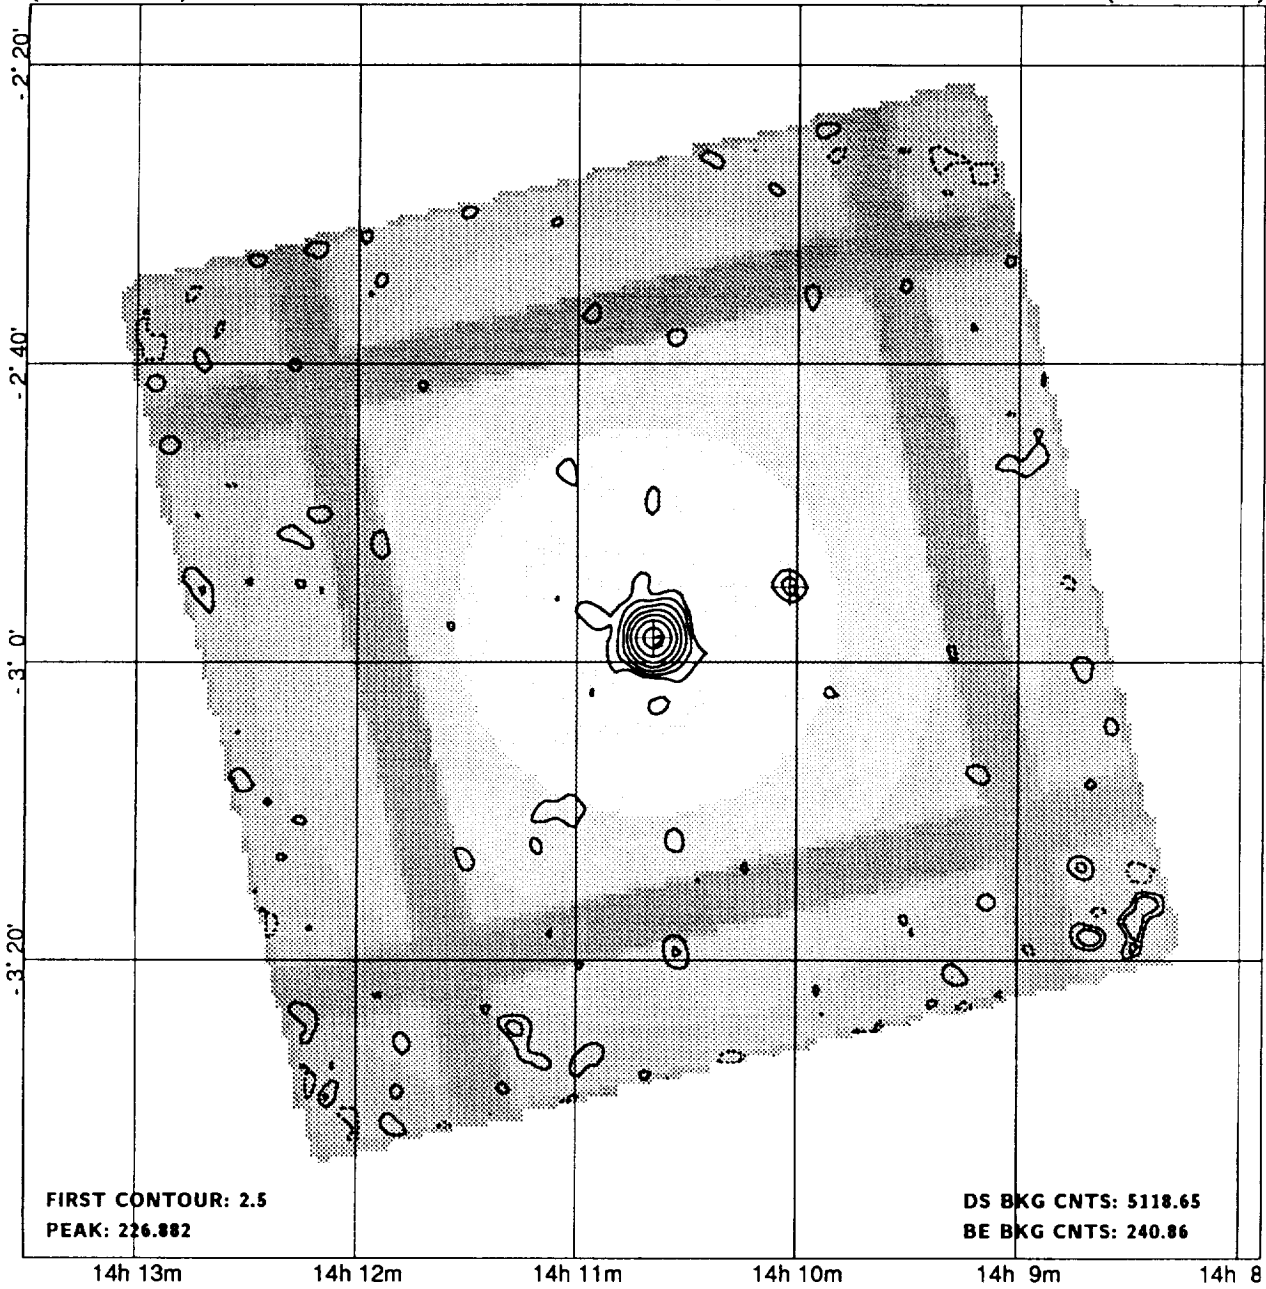 - 2° 20'
- 2° 40'
- 3° 0'
- 3° 20'
FIRST CONTOUR: 2.5
PEAK: 226.882
DS BKG CNTS: 5118.65
BE BKG CNTS: 240.86
14h 13m
14h 12m
14h 11m
14h 10m
14h 9m
14h 8